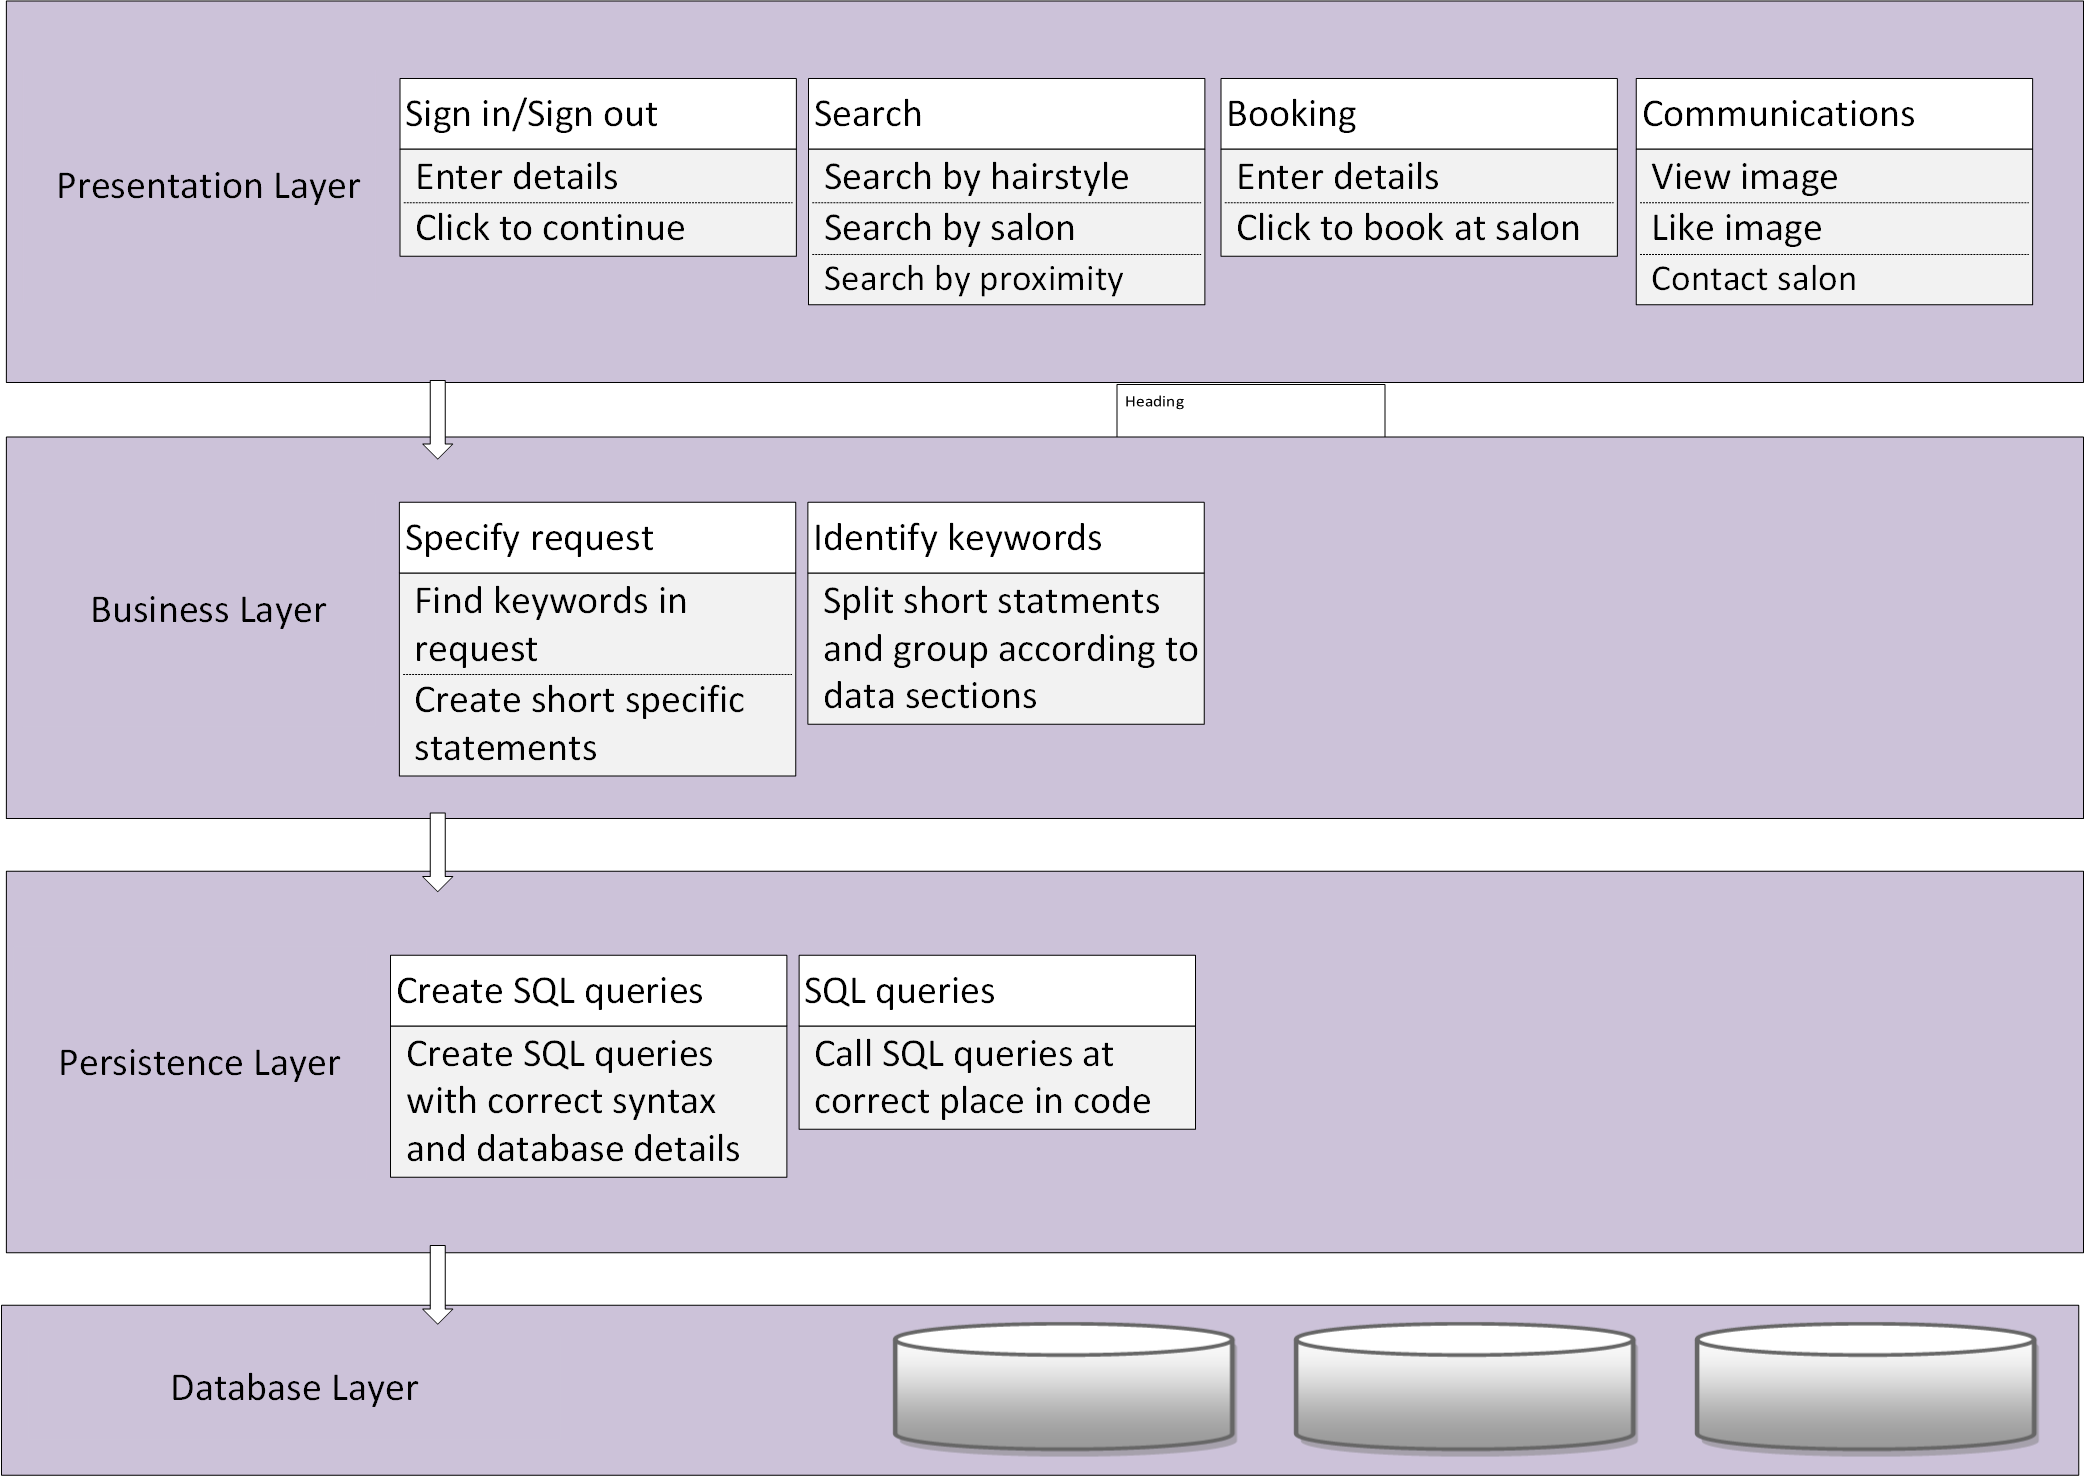 Presentation Layer
Sign in/Sign out
Enter details
Click to continue
Search
Search by hairstyle
Search by salon
Search by proximity
Booking
Enter details
Click to book at salon
Communications
View image
Like image
Contact salon
Heading
Business Layer
Specify request
Find keywords in
request
Create short specific
statements
Identify keywords
Split short statments
and group according to
data sections
Persistence Layer
Create SQL queries
Create SQL queries
with correct syntax
and database details
SQL queries
Call SQL queries at
correct place in code
Database Layer